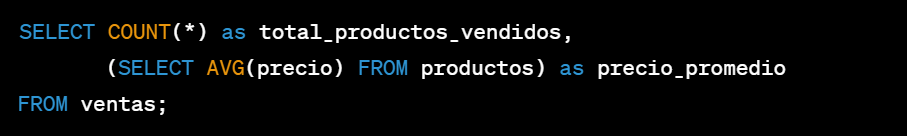 SELECT COUNT(*) as total_productos_vendidos,
       (SELECT AVG(precio) FROM productos) as precio_promedio
FROM ventas;